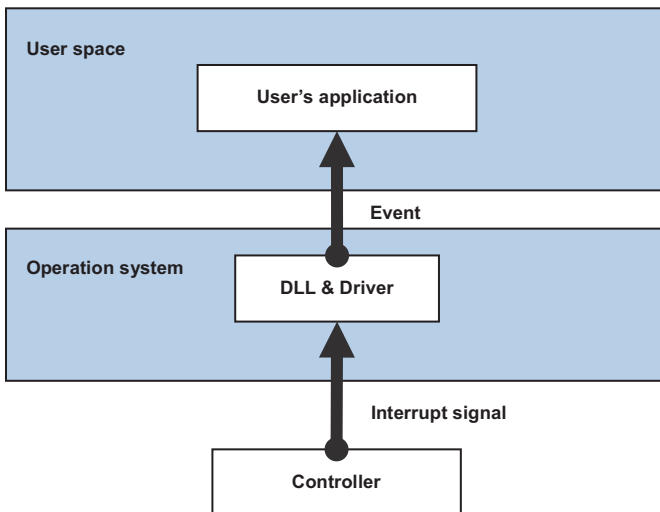 User space
User's application
Event
Operation system
DLL & Driver
Interrupt signal
Controller